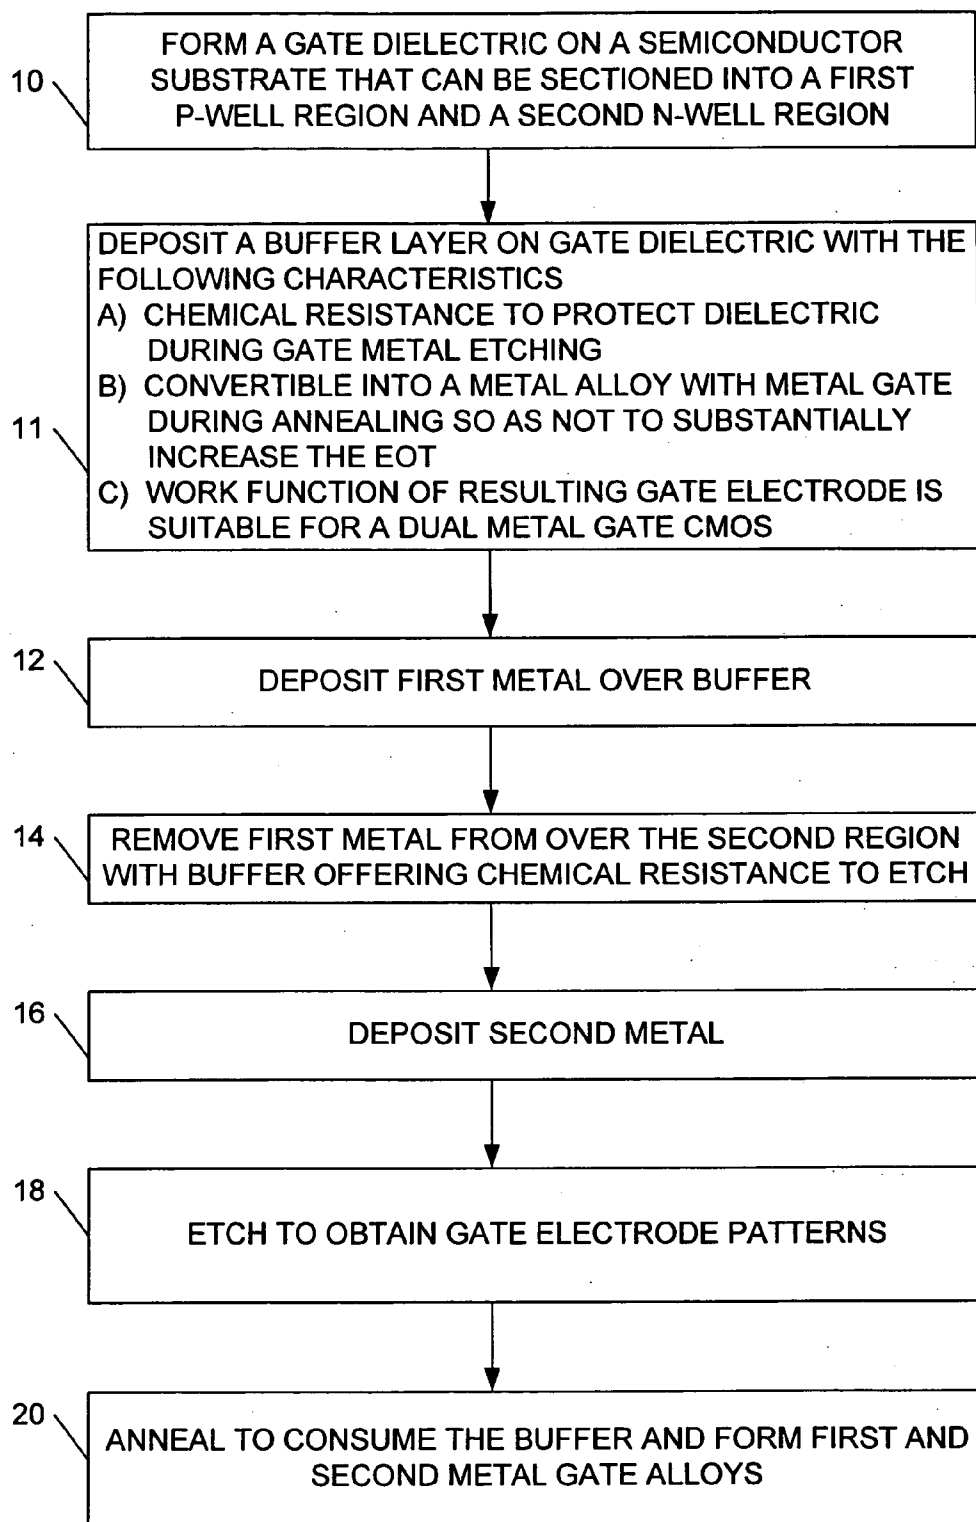 10
FORM A GATE DIELECTRIC ON A SEMICONDUCTOR
SUBSTRATE THAT CAN BE SECTIONED INTO A FIRST
P-WELL REGION AND A SECOND N-WELL REGION
11
DEPOSIT A BUFFER LAYER ON GATE DIELECTRIC WITH THE
FOLLOWING CHARACTERISTICS
A) CHEMICAL RESISTANCE TO PROTECT DIELECTRIC
DURING GATE METAL ETCHING
B) CONVERTIBLE INTO A METAL ALLOY WITH METAL GATE
DURING ANNEALING SO AS NOT TO SUBSTANTIALLY
INCREASE THE EOT
C) WORK FUNCTION OF RESULTING GATE ELECTRODE IS
SUITABLE FOR A DUAL METAL GATE CMOS
12
DEPOSIT FIRST METAL OVER BUFFER
14
REMOVE FIRST METAL FROM OVER THE SECOND REGION
WITH BUFFER OFFERING CHEMICAL RESISTANCE TO ETCH
16
DEPOSIT SECOND METAL
18
ETCH TO OBTAIN GATE ELECTRODE PATTERNS
20
ANNEAL TO CONSUME THE BUFFER AND FORM FIRST AND
SECOND METAL GATE ALLOYS